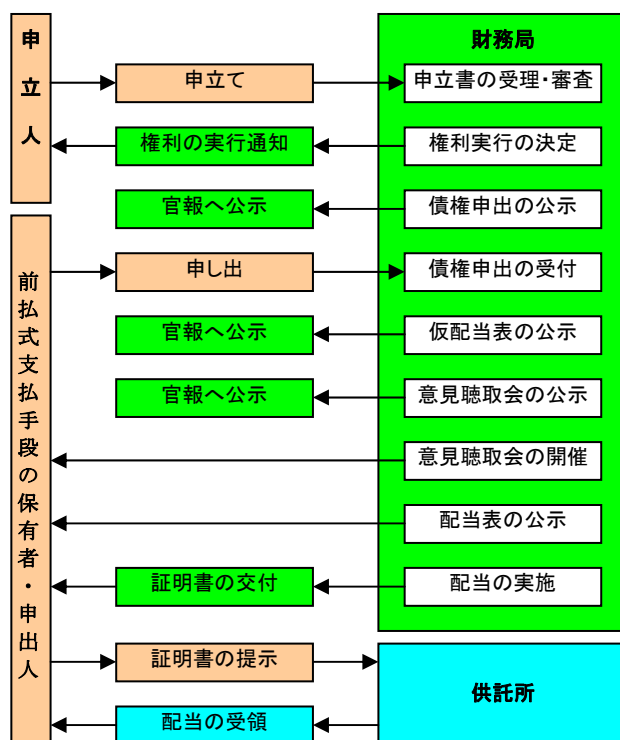 申立人
財務局
申立て
申立書の受理・審査
権利の実行通知
権利実行の決定
官報へ公示
債権申出の公示
前払式支払手段の保有者・申出人
申し出
債権申出の受付
官報へ公示
仮配当表の公示
官報へ公示
意見聴取会の公示
意見聴取会の開催
配当表の公示
証明書の交付
配当の実施
証明書の提示
供託所
配当の受領